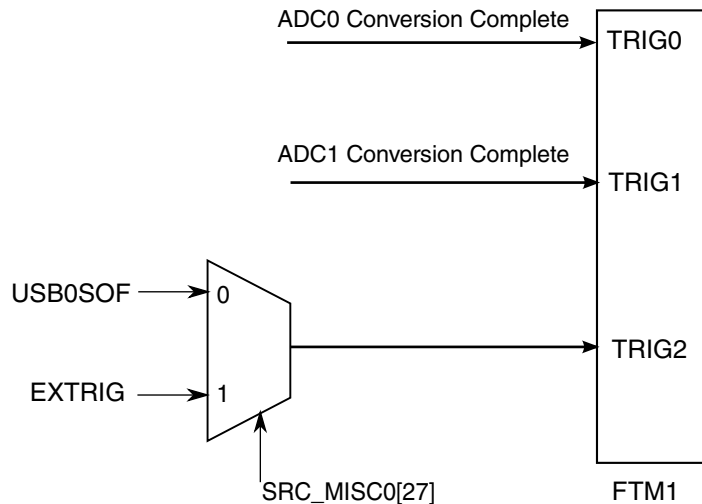 ADC0 Conversion Complete
TRIG0
ADC1 Conversion Complete
TRIG1
USB0SOF
0
TRIG2
EXTRIG
1
SRC_MISC0[27]
FTM1